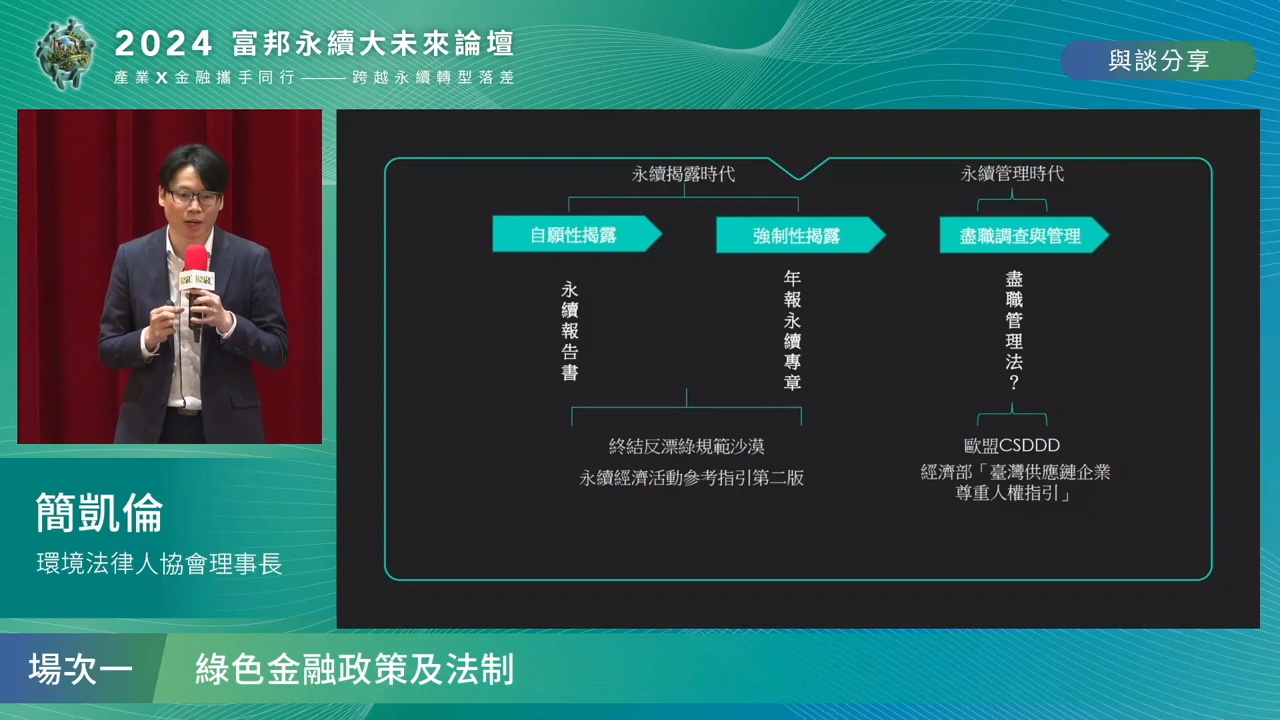 2024 富邦永續大未來論壇
產業X金融攜手同行——跨越永續轉型落差
與談分享
永續揭露時代
永續管理時代
自願性揭露
強制性揭露
盡職調查與管理
永續報告書
年報永續專章
盡職管理法？
終結反漂綠規範沙漠
永續經濟活動參考指引第二版
歐盟CSDDD
經濟部「臺灣供應鏈企業
尊重人權指引」
簡凱倫
環境法律人協會理事長
場次一
綠色金融政策及法制